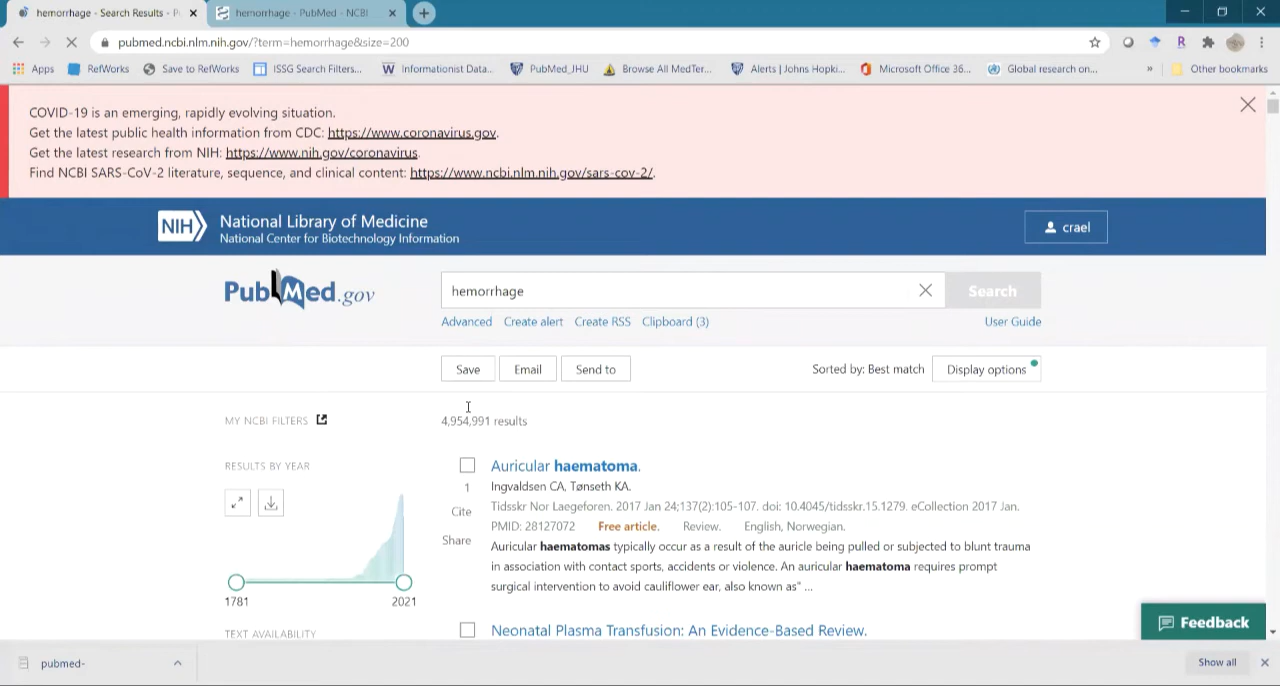 hemorrhage - Search Results - P
hemorrhage - PubMed - NCBI
pubmed.ncbi.nlm.nih.gov/?term=hemorrhage&size=200
R
Apps RefWorks Save to RefWorks ISSG Search Filters... W Informationist Data... PubMed_JHU Browse All MedTer... Alerts | Johns Hopki... Microsoft Office 36... Global research on... » Other bookmarks
COVID-19 is an emerging, rapidly evolving situation.
Get the latest public health information from CDC: https://www.coronavirus.gov.
Get the latest research from NIH: https://www.nih.gov/coronavirus.
Find NCBI SARS-CoV-2 literature, sequence, and clinical content: https://www.ncbi.nlm.nih.gov/sars-cov-2/.
NIH National Library of Medicine
National Center for Biotechnology Information
crael
PubMed.gov
hemorrhage
Search
Advanced Create alert Create RSS Clipboard (3) User Guide
Save Email Send to Sorted by: Best match Display options
MY NCBI FILTERS
4,954,991 results
RESULTS BY YEAR
1781 2021
TEXT AVAILABILITY
Auricular haematoma.
1 Ingvaldsen CA, Tønseth KA.
Cite Tidsskr Nor Laegeforen. 2017 Jan 24;137(2):105-107. doi: 10.4045/tidsskr.15.1279. eCollection 2017 Jan.
PMID: 28127072 Free article. Review. English, Norwegian.
Share Auricular haematomas typically occur as a result of the auricle being pulled or subjected to blunt trauma
in association with contact sports, accidents or violence. An auricular haematoma requires prompt
surgical intervention to avoid cauliflower ear, also known as" ...
Neonatal Plasma Transfusion: An Evidence-Based Review.
Feedback
pubmed-
Show all